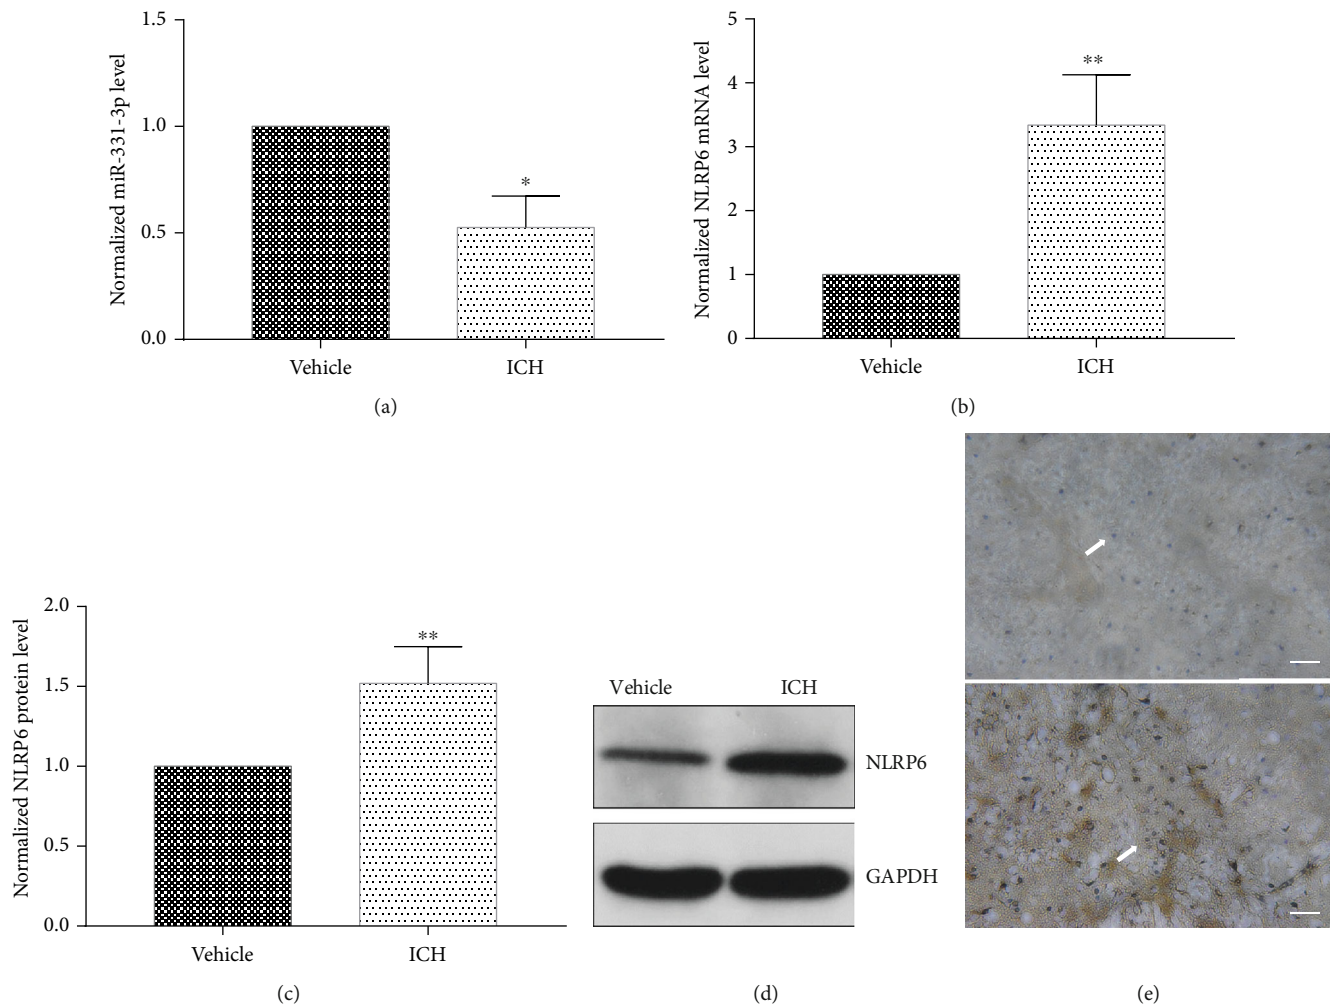 1.5
1.0
0.5
0.0
Normalized miR-331-3p level
*
Vehicle
ICH
(a)
5
4
3
2
1
0
Normalized NLRP6 mRNA level
**
Vehicle
ICH
(b)
2.0
1.5
1.0
0.5
0.0
Normalized NLRP6 protein level
**
Vehicle
ICH
(c)
Vehicle ICH
NLRP6
GAPDH
(d)
(e)